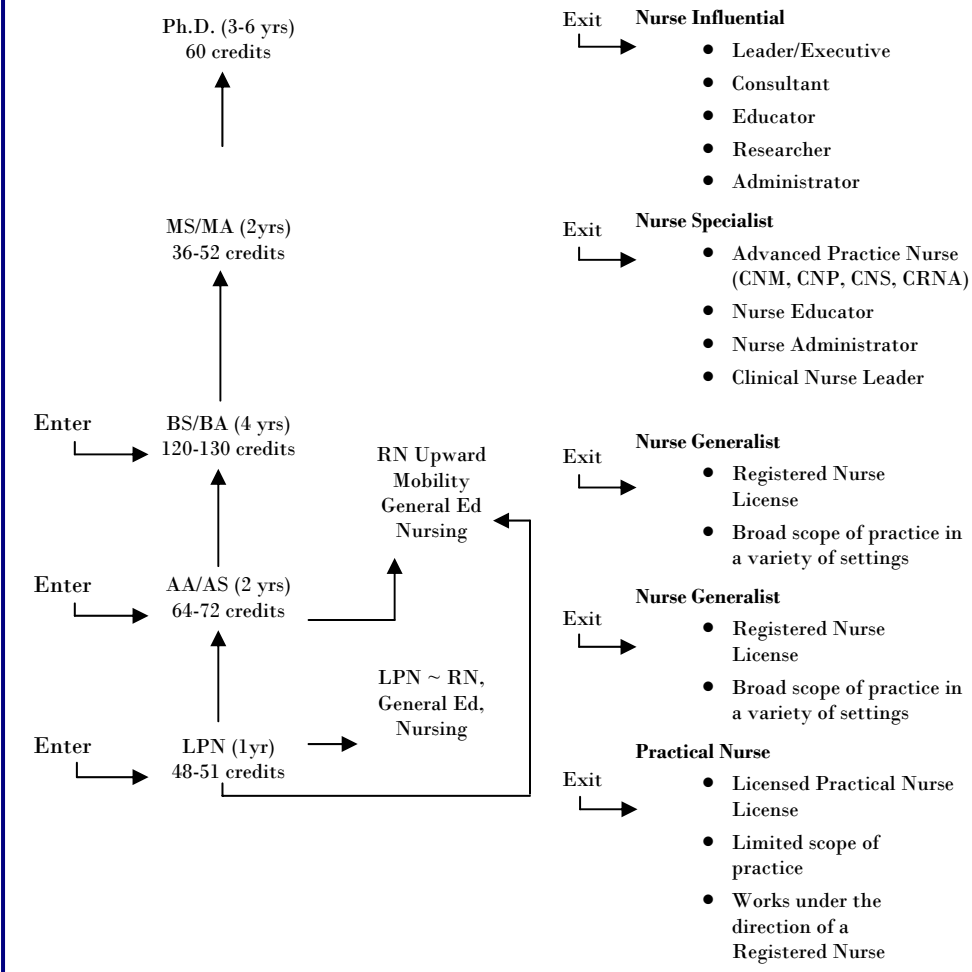 Ph.D. (3-6 yrs)
60 credits
Exit
Nurse Influential
• Leader/Executive
• Consultant
• Educator
• Researcher
• Administrator
MS/MA (2yrs)
36-52 credits
Exit
Nurse Specialist
• Advanced Practice Nurse
(CNM, CNP, CNS, CRNA)
• Nurse Educator
• Nurse Administrator
• Clinical Nurse Leader
Enter
BS/BA (4 yrs)
120-130 credits
RN Upward
Mobility
General Ed
Nursing
Exit
Nurse Generalist
• Registered Nurse
License
• Broad scope of practice in
a variety of settings
Enter
AA/AS (2 yrs)
64-72 credits
Exit
Nurse Generalist
• Registered Nurse
License
• Broad scope of practice in
a variety of settings
LPN ~ RN,
General Ed,
Nursing
Enter
LPN (1yr)
48-51 credits
Exit
Practical Nurse
• Licensed Practical Nurse
License
• Limited scope of
practice
• Works under the
direction of a
Registered Nurse